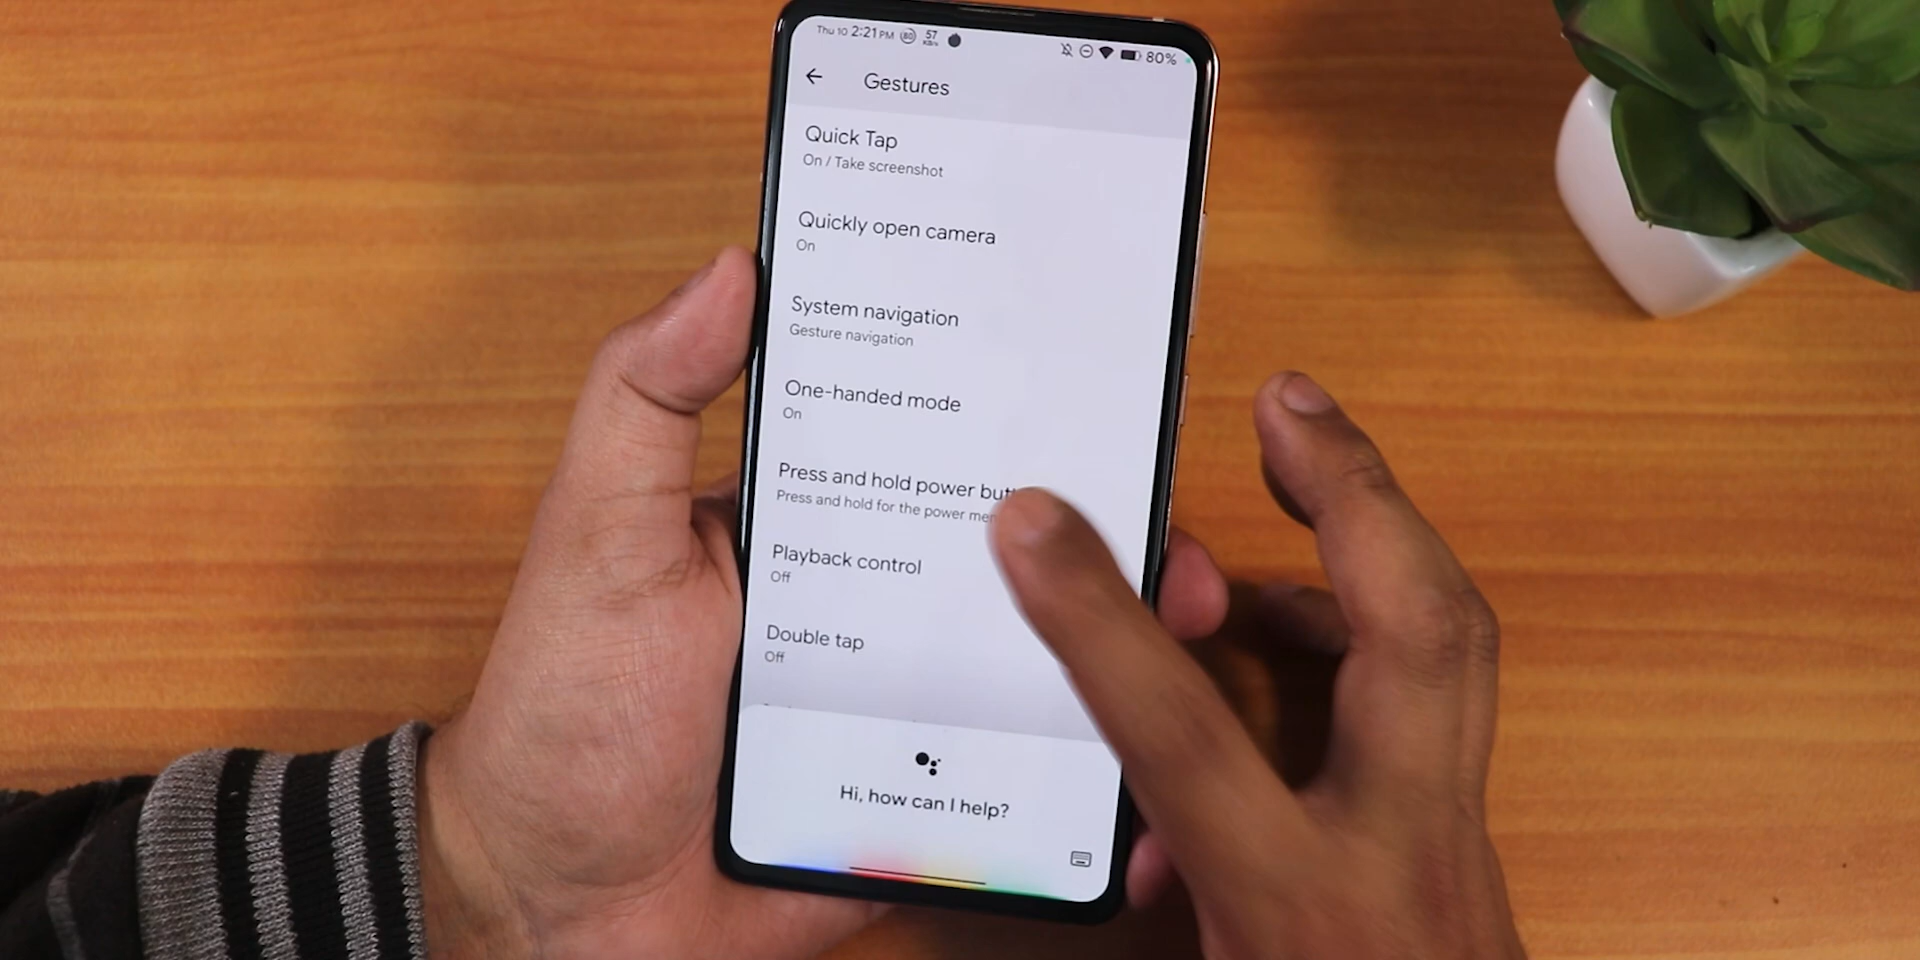 Thu 10 2:21 PM 80 57 KB/s 80%
Gestures
Quick Tap
On / Take screenshot
Quickly open camera
On
System navigation
Gesture navigation
One-handed mode
On
Press and hold power
Press and hold for the power
Playback control
Off
Double tap
Off
Hi, how can I help?